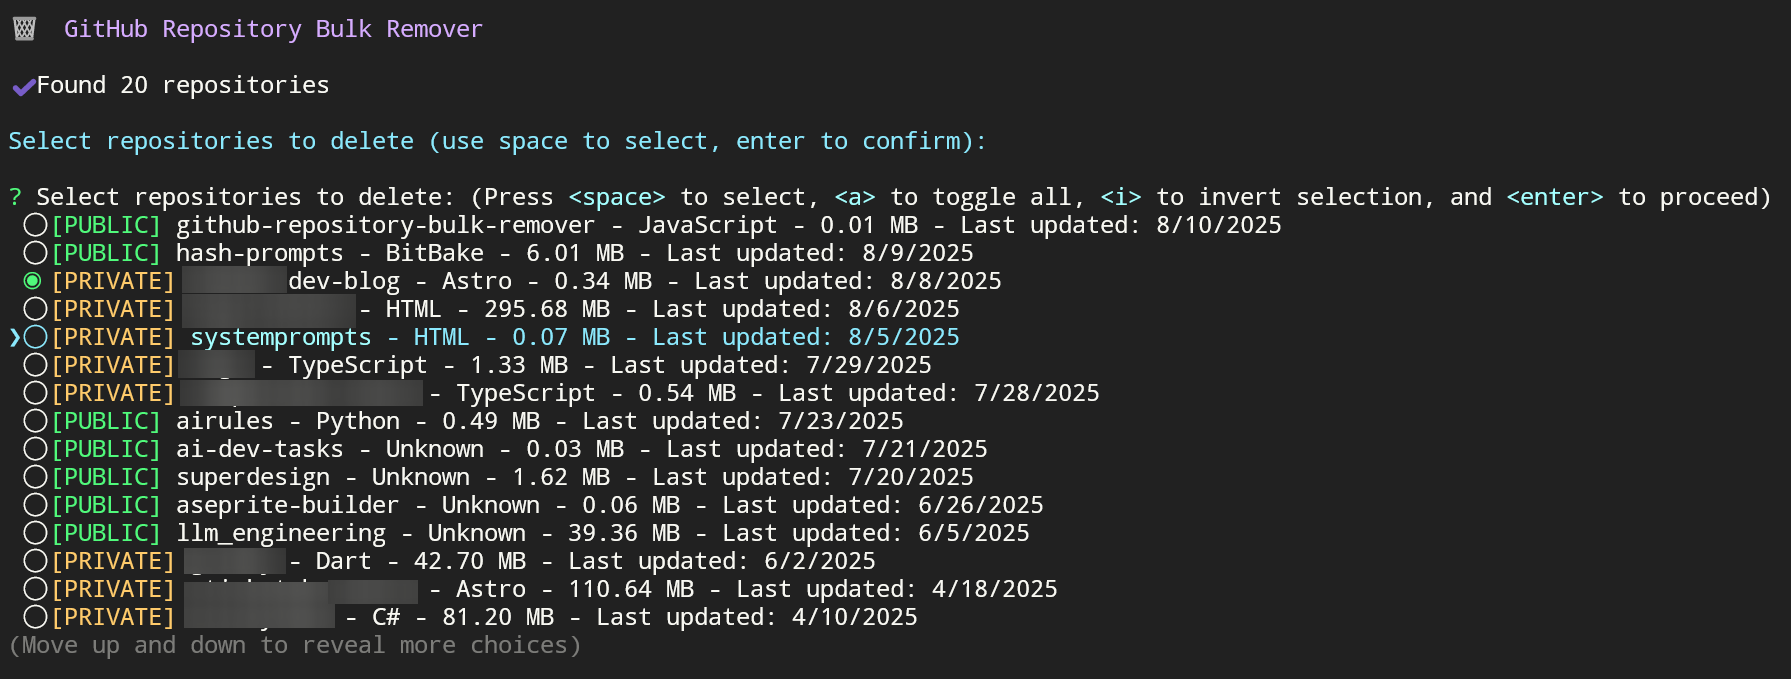 GitHub Repository Bulk Remover
Found 20 repositories
Select repositories to delete (use space to select, enter to confirm):
? Select repositories to delete: (Press <space> to select, <a> to toggle all, <i> to invert selection, and <enter> to proceed)
[PUBLIC] github-repository-bulk-remover - JavaScript - 0.01 MB - Last updated: 8/10/2025
[PUBLIC] hash-prompts - BitBake - 6.01 MB - Last updated: 8/9/2025
[PRIVATE] dev-blog - Astro - 0.34 MB - Last updated: 8/8/2025
[PRIVATE] - HTML - 295.68 MB - Last updated: 8/6/2025
❯ [PRIVATE] systemprompts - HTML - 0.07 MB - Last updated: 8/5/2025
[PRIVATE] - TypeScript - 1.33 MB - Last updated: 7/29/2025
[PRIVATE] - TypeScript - 0.54 MB - Last updated: 7/28/2025
[PUBLIC] airules - Python - 0.49 MB - Last updated: 7/23/2025
[PUBLIC] ai-dev-tasks - Unknown - 0.03 MB - Last updated: 7/21/2025
[PUBLIC] superdesign - Unknown - 1.62 MB - Last updated: 7/20/2025
[PUBLIC] aseprite-builder - Unknown - 0.06 MB - Last updated: 6/26/2025
[PUBLIC] llm_engineering - Unknown - 39.36 MB - Last updated: 6/5/2025
[PRIVATE] - Dart - 42.70 MB - Last updated: 6/2/2025
[PRIVATE] - Astro - 110.64 MB - Last updated: 4/18/2025
[PRIVATE] - C# - 81.20 MB - Last updated: 4/10/2025
(Move up and down to reveal more choices)